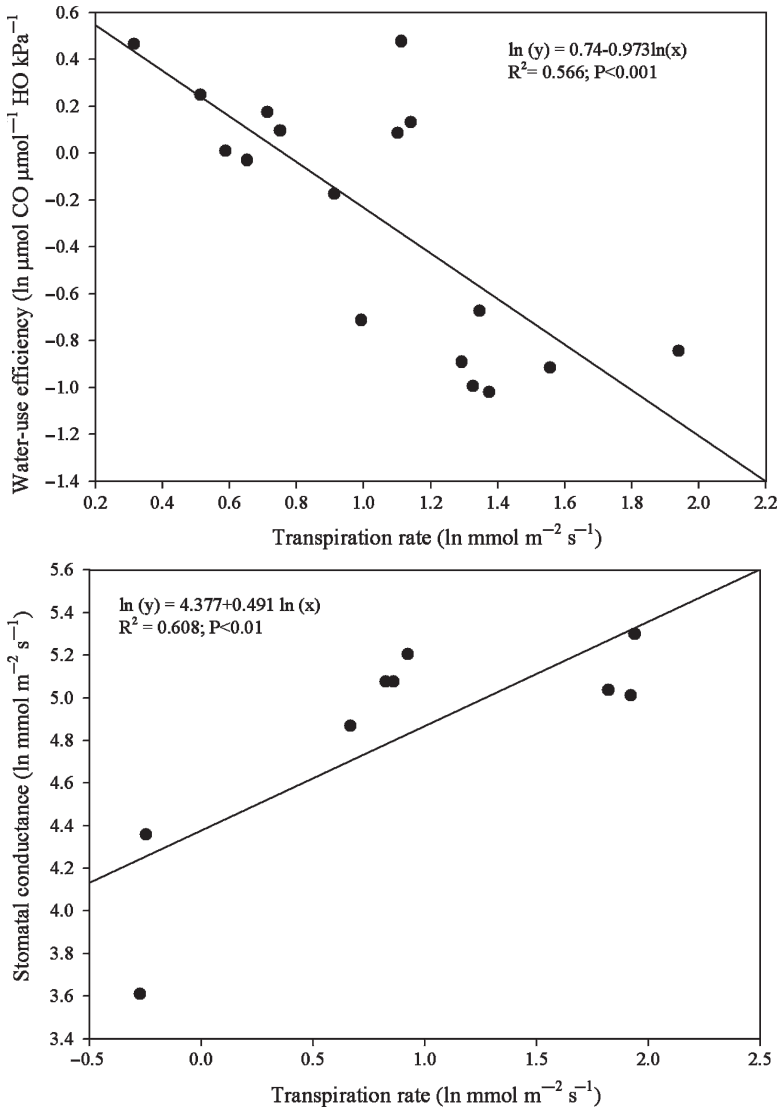 0.6
0.4
0.2
0.0
−0.2
−0.4
−0.6
−0.8
−1.0
−1.2
−1.4
Water-use efficiency (ln μmol CO μmol⁻¹ HO kPa⁻¹
ln (y) = 0.74-0.973ln(x)
R²= 0.566; P<0.001
0.2 0.4 0.6 0.8 1.0 1.2 1.4 1.6 1.8 2.0 2.2
Transpiration rate (ln mmol m⁻² s⁻¹)
5.6
5.4
5.2
5.0
4.8
4.6
4.4
4.2
4.0
3.8
3.6
3.4
Stomatal conductance (ln mmol m⁻² s⁻¹)
ln (y) = 4.377+0.491 ln (x)
R² = 0.608; P<0.01
−0.5 0.0 0.5 1.0 1.5 2.0 2.5
Transpiration rate (ln mmol m⁻² s⁻¹)